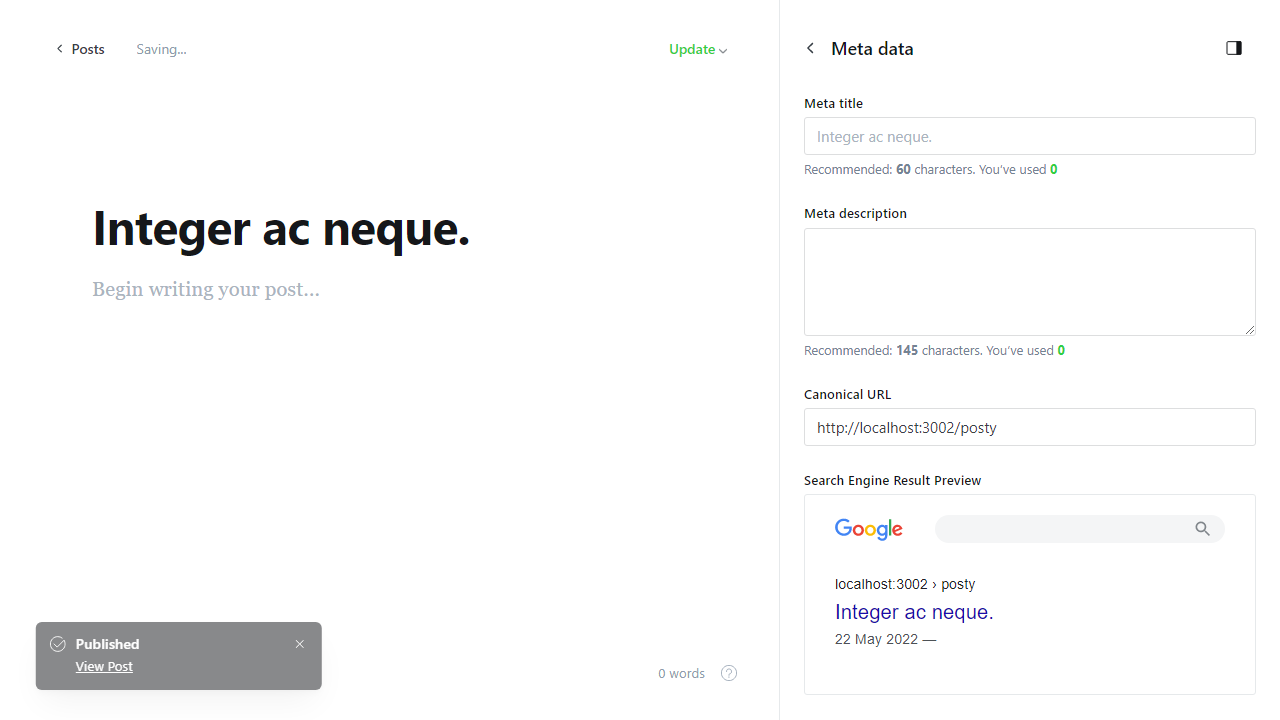 Posts
Saving...
Update
Integer ac neque.
Begin writing your post...
Published
View Post
0 words
?
Meta data
Meta title
Integer ac neque.
Recommended: 60 characters. You've used 0
Meta description
Recommended: 145 characters. You've used 0
Canonical URL
http://localhost:3002/posty
Search Engine Result Preview
Google
localhost:3002 › posty
Integer ac neque.
22 May 2022 —